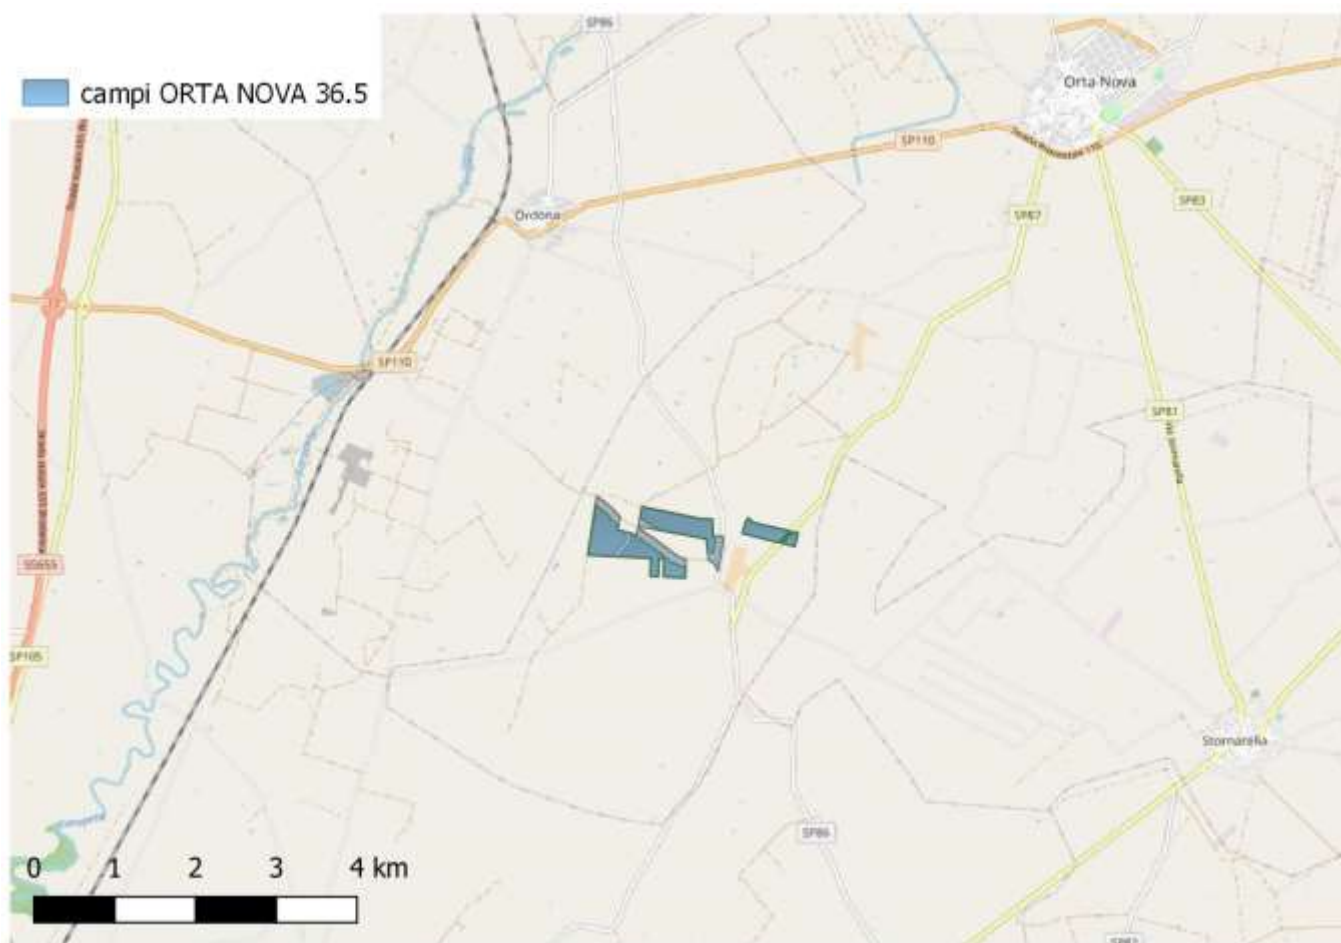 SP86
campi ORTA NOVA 36.5
Orta Nova
SP110
SP83
Ordona
SP87
SP110
SP81
SS655
SP105
Stornarella
SP86
0 1 2 3 4 km